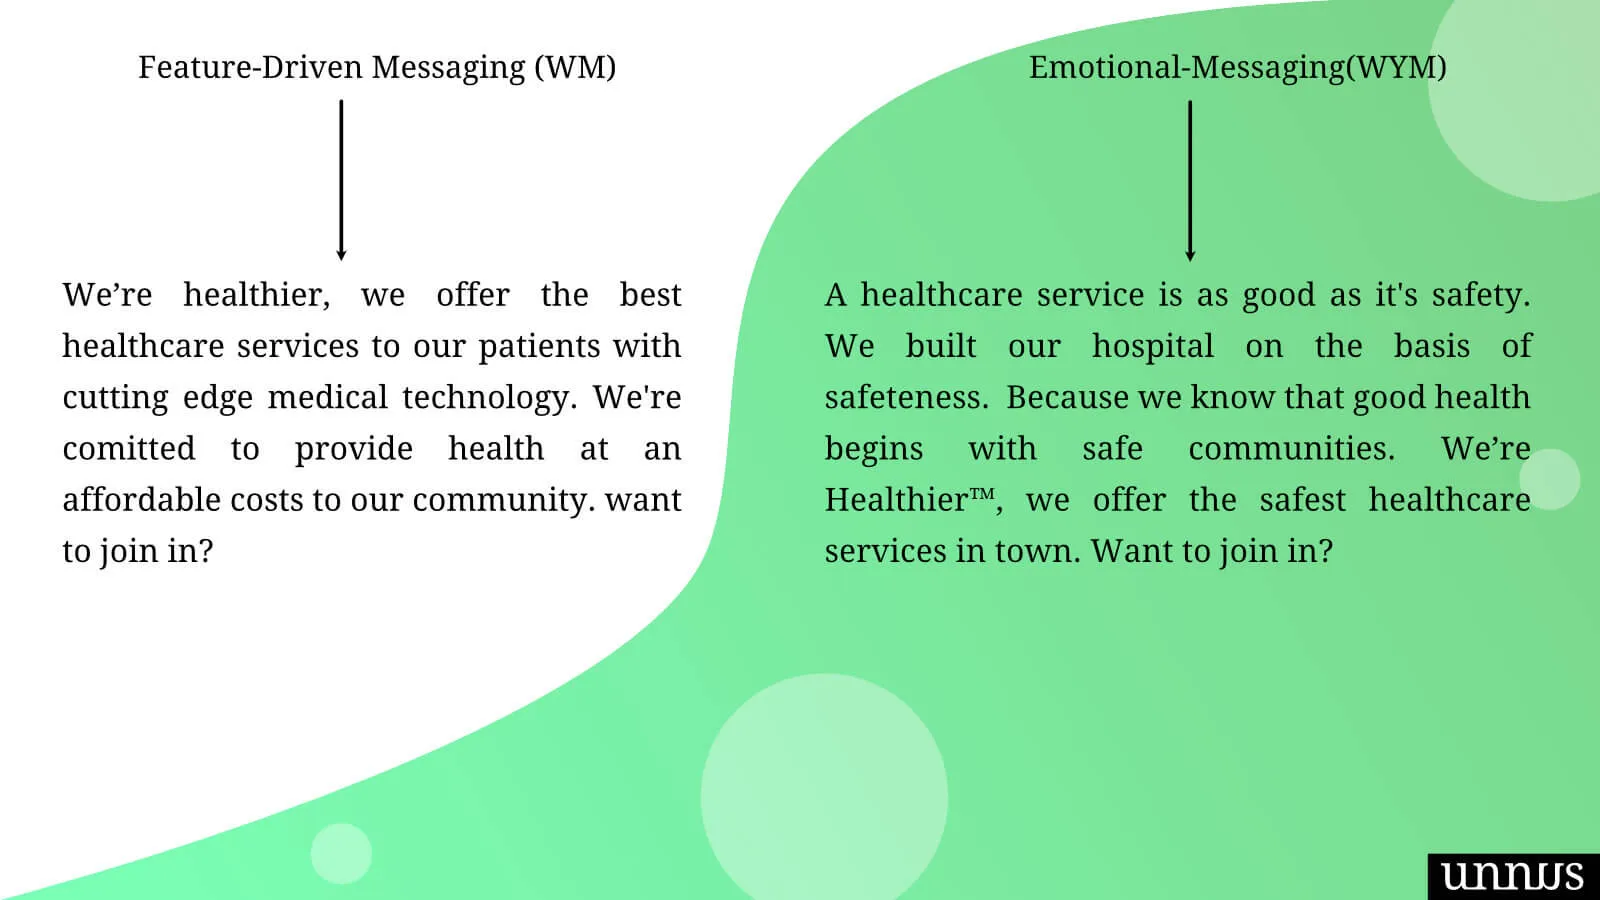 Feature-Driven Messaging (WM)
We’re healthier, we offer the best
healthcare services to our patients with
cutting edge medical technology. We're
comitted to provide health at an
affordable costs to our community. want
to join in?
Emotional-Messaging(WYM)
A healthcare service is as good as it's safety.
We built our hospital on the basis of
safeteness. Because we know that good health
begins with safe communities. We’re
Healthier™, we offer the safest healthcare
services in town. Want to join in?
unnus